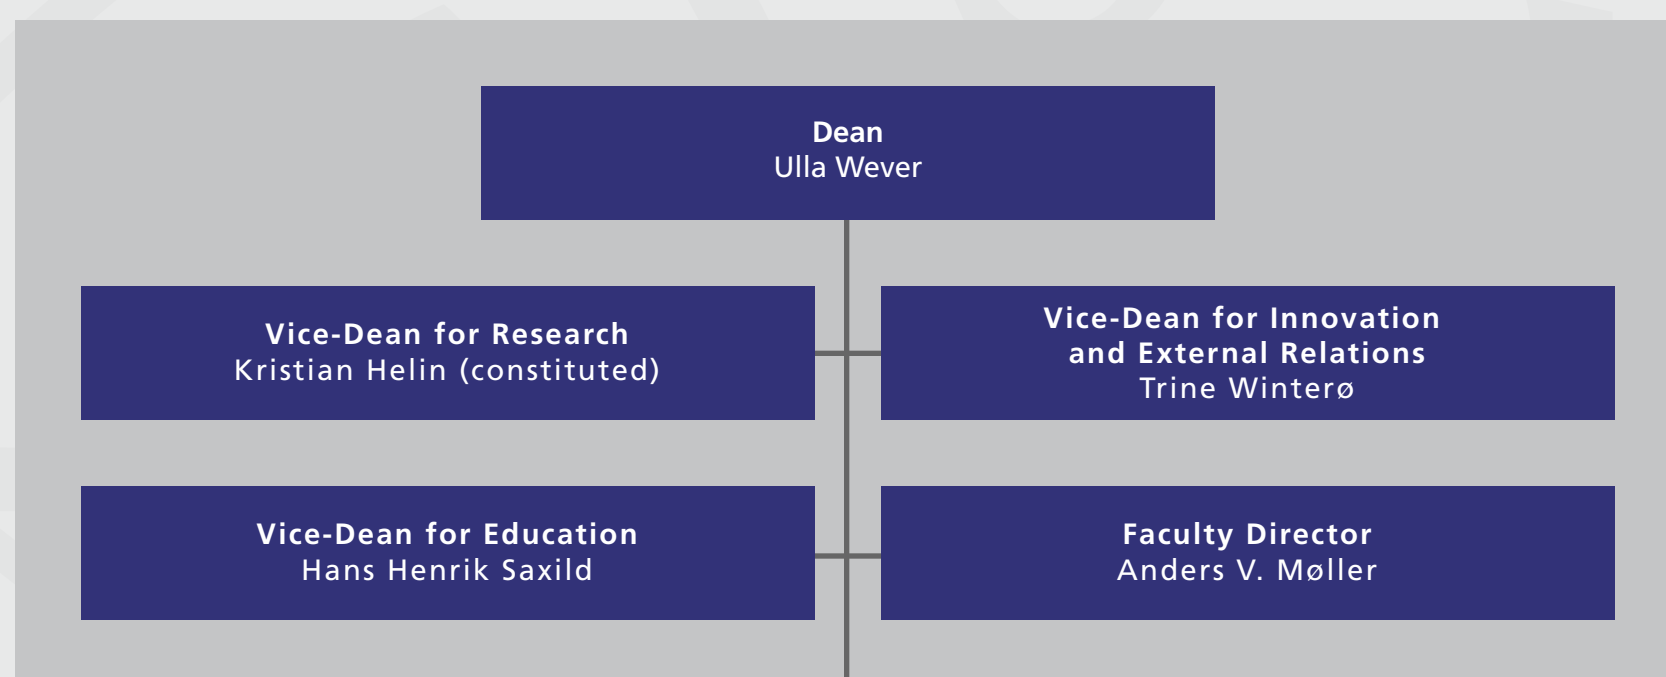 Dean
Ulla Wever
Vice-Dean for Research
Kristian Helin (constituted)
Vice-Dean for Innovation
and External Relations
Trine Winterø
Vice-Dean for Education
Hans Henrik Saxild
Faculty Director
Anders V. Møller